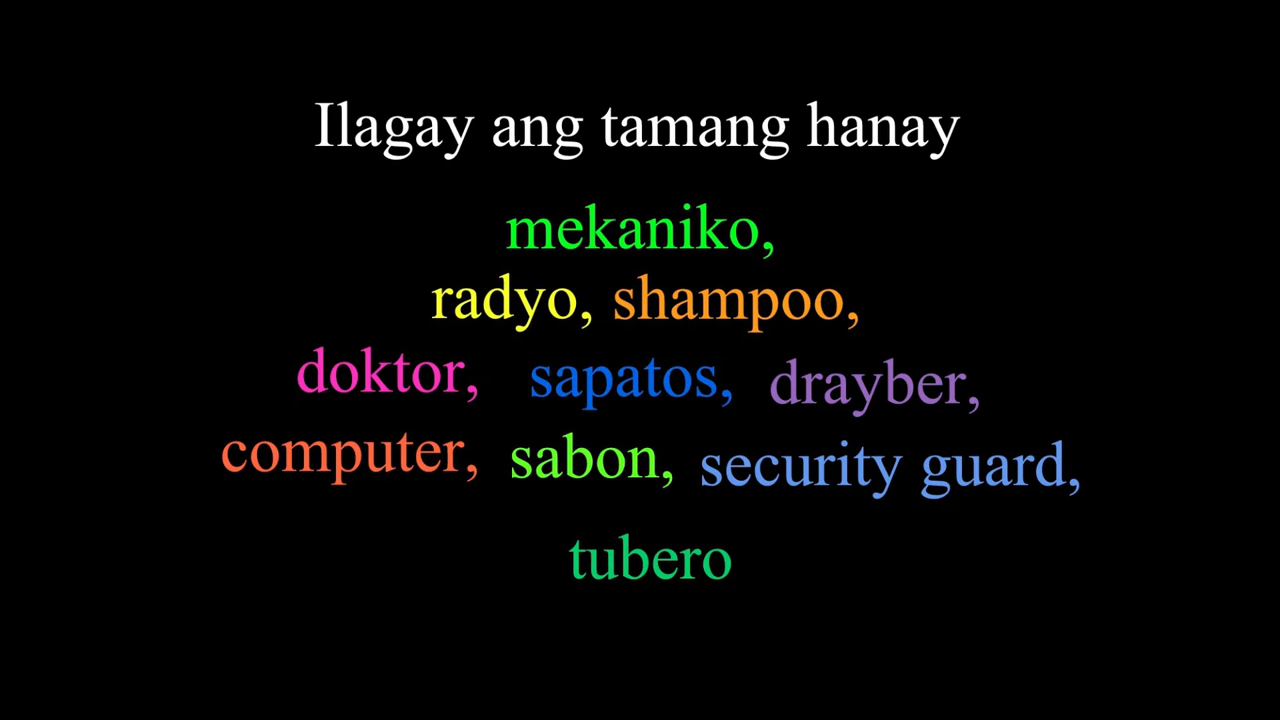 Ilagay ang tamang hanay
mekaniko,
radyo, shampoo,
doktor, sapatos, drayber,
computer, sabon, security guard,
tubero